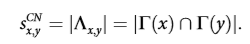 s_{x,y}^{CN} = |Λ_{x,y}| = |Γ(x) ∩ Γ(y)|.